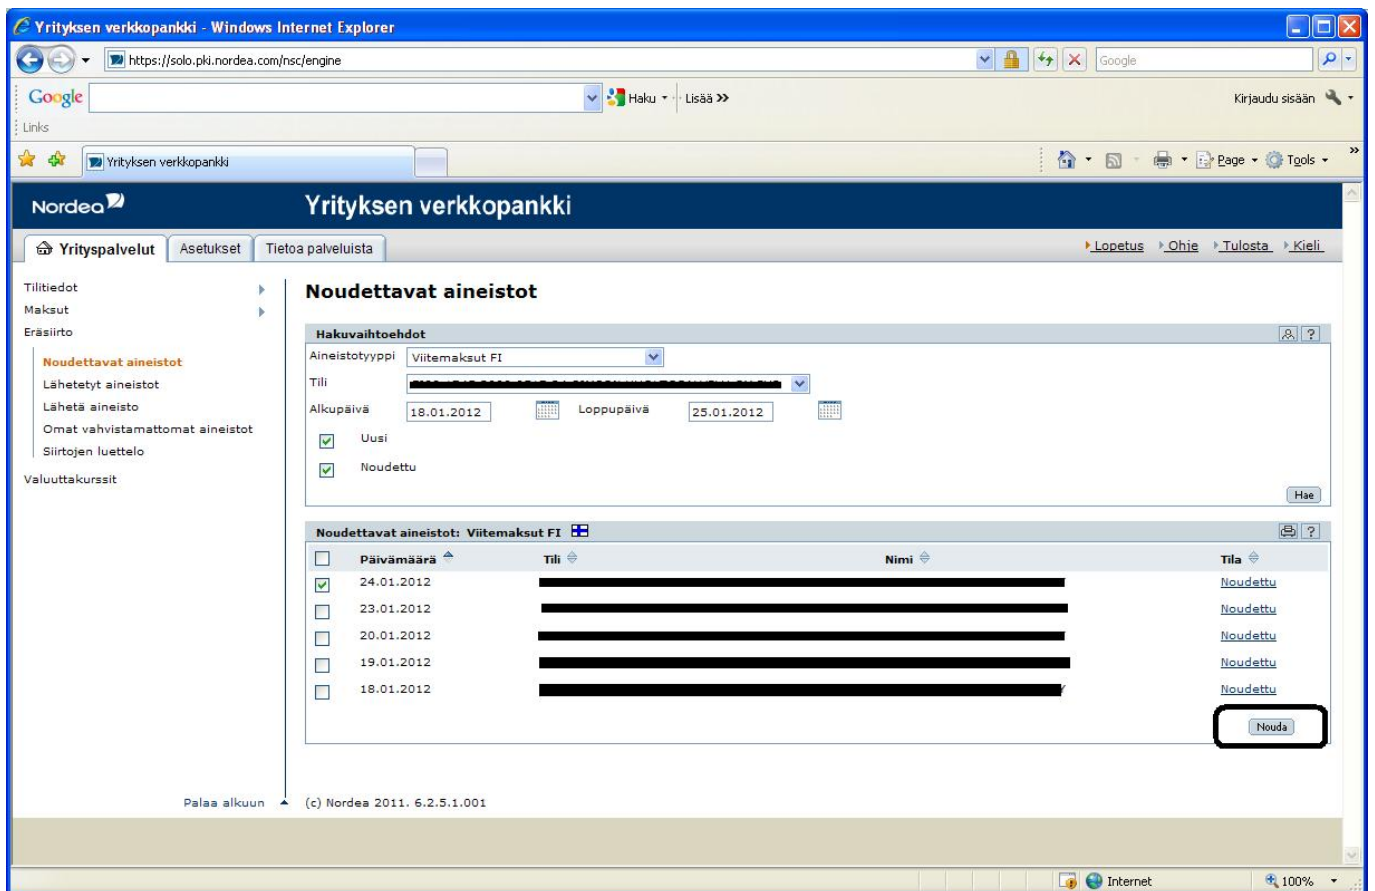 Yrityksen verkkopankki - Windows Internet Explorer
https://solo.pki.nordea.com/nsc/engine
Google
Google Haku Lisää >> Kirjaudu sisään
Links
Yrityksen verkkopankki Page Tools >>
Nordea Yrityksen verkkopankki
Yrityspalvelut Asetukset Tietoa palveluista Lopetus Ohje Tulosta Kieli
Tilitiedot
Maksut
Eräsiirto
Noudettavat aineistot
Lähetetyt aineistot
Lähetä aineisto
Omat vahvistamattomat aineistot
Siirtojen luettelo
Valuuttakurssit
Noudettavat aineistot
Hakuvaihtoehdot ?
Aineistotyyppi Viitemaksut FI
Tili
Alkupäivä 18.01.2012 Loppupäivä 25.01.2012
Uusi
Noudettu
Hae
Noudettavat aineistot: Viitemaksut FI ?
Päivämäärä Tili Nimi Tila
24.01.2012 Noudettu
23.01.2012 Noudettu
20.01.2012 Noudettu
19.01.2012 Noudettu
18.01.2012 Noudettu
Nouda
Palaa alkuun (c) Nordea 2011. 6.2.5.1.001
Internet 100%